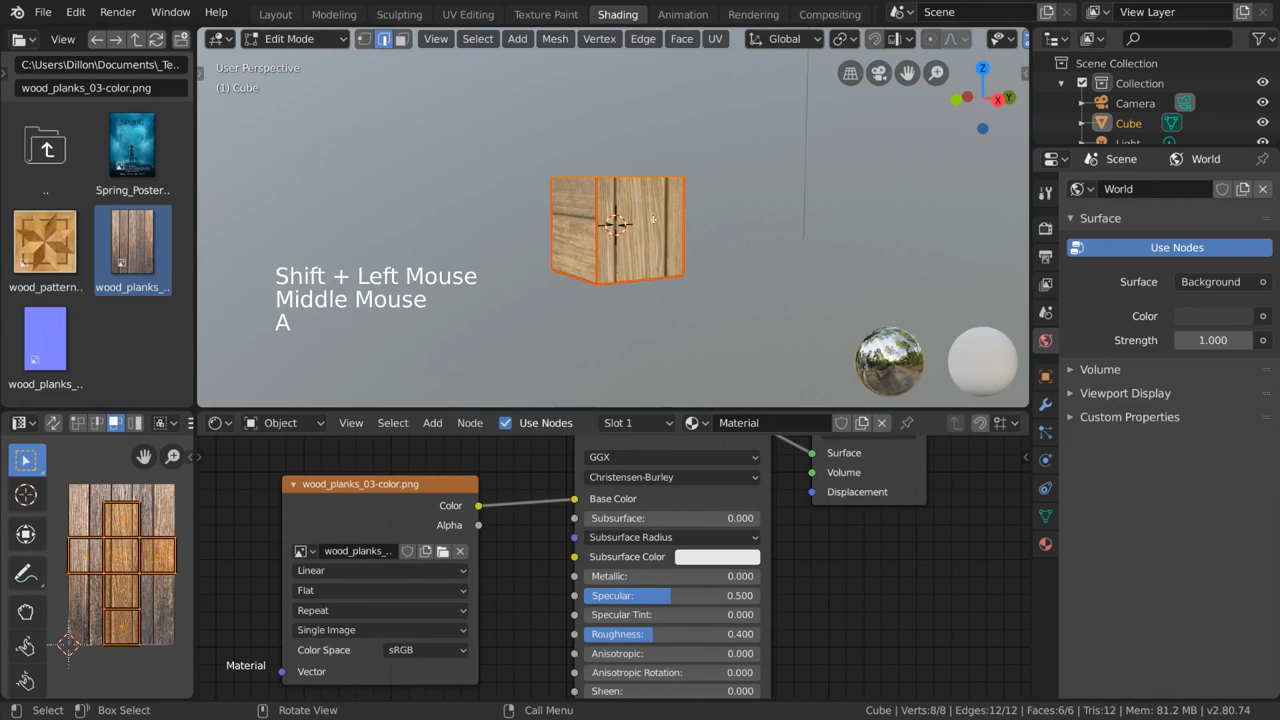 File Edit Render Window Help
Layout Modeling Sculpting UV Editing Texture Paint Shading Animation Rendering Compositing
Scene View Layer
View
C:\Users\Dillon\Documents\_Te..
wood_planks_03-color.png
..
Spring_Poster..
wood_pattern..
wood_planks_..
wood_planks_..
Edit Mode View Select Add Mesh Vertex Edge Face UV Global
User Perspective
(1) Cube
Z
X
Y
Shift + Left Mouse
Middle Mouse
A
Scene Collection
Collection
Camera
Cube
Light
Scene World
World
Surface
Use Nodes
Surface Background
Color
Strength 1.000
Volume
Viewport Display
Custom Properties
Object View Select Add Node Use Nodes Slot 1 Material
wood_planks_03-color.png
Color
Alpha
wood_planks_..
Linear
Flat
Repeat
Single Image
Color Space sRGB
Vector
Material
GGX
Christensen-Burley
Base Color
Subsurface: 0.000
Subsurface Radius
Subsurface Color
Metallic: 0.000
Specular: 0.500
Specular Tint: 0.000
Roughness: 0.400
Anisotropic: 0.000
Anisotropic Rotation: 0.000
Sheen: 0.000
Surface
Volume
Displacement
Select Box Select Rotate View Call Menu
Cube | Verts:8/8 | Edges:12/12 | Faces:6/6 | Tris:12 | Mem: 81.2 MB | v2.80.74